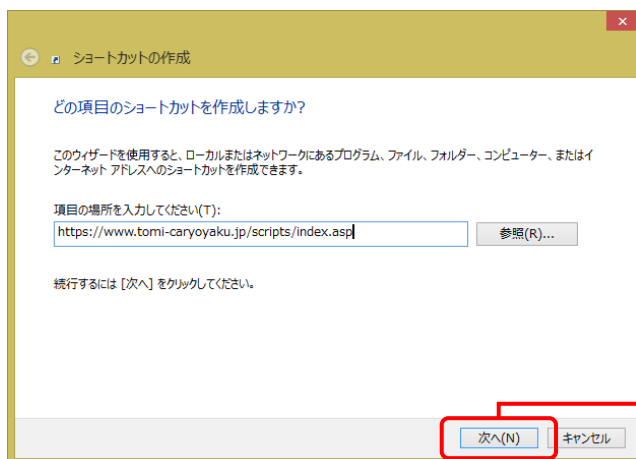 ショートカットの作成
どの項目のショートカットを作成しますか?
このウィザードを使用すると、ローカルまたはネットワークにあるプログラム、ファイル、フォルダー、コンピューター、またはイ
ンターネット アドレスへのショートカットを作成できます。
項目の場所を入力してください(T):
https://www.tomi-caryoyaku.jp/scripts/index.asp
参照(R)...
続行するには [次へ] をクリックしてください。
次へ(N)
キャンセル